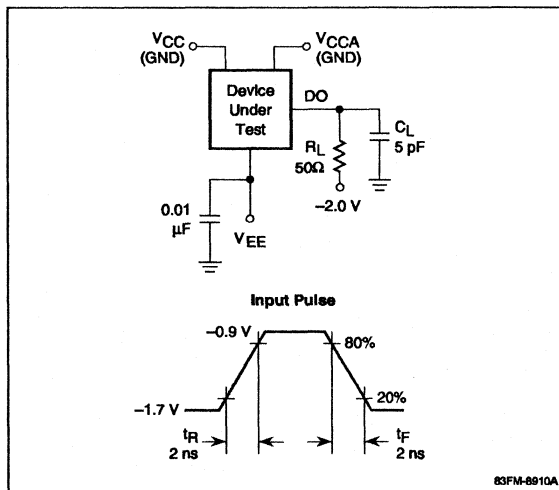 VCC
(GND)
VCCA
(GND)
Device
Under
Test
DO
RL
50Ω
CL
5 pF
–2.0 V
0.01
μF
VEE
Input Pulse
–0.9 V
80%
–1.7 V
20%
tR
2 ns
tF
2 ns
83FM-8910A